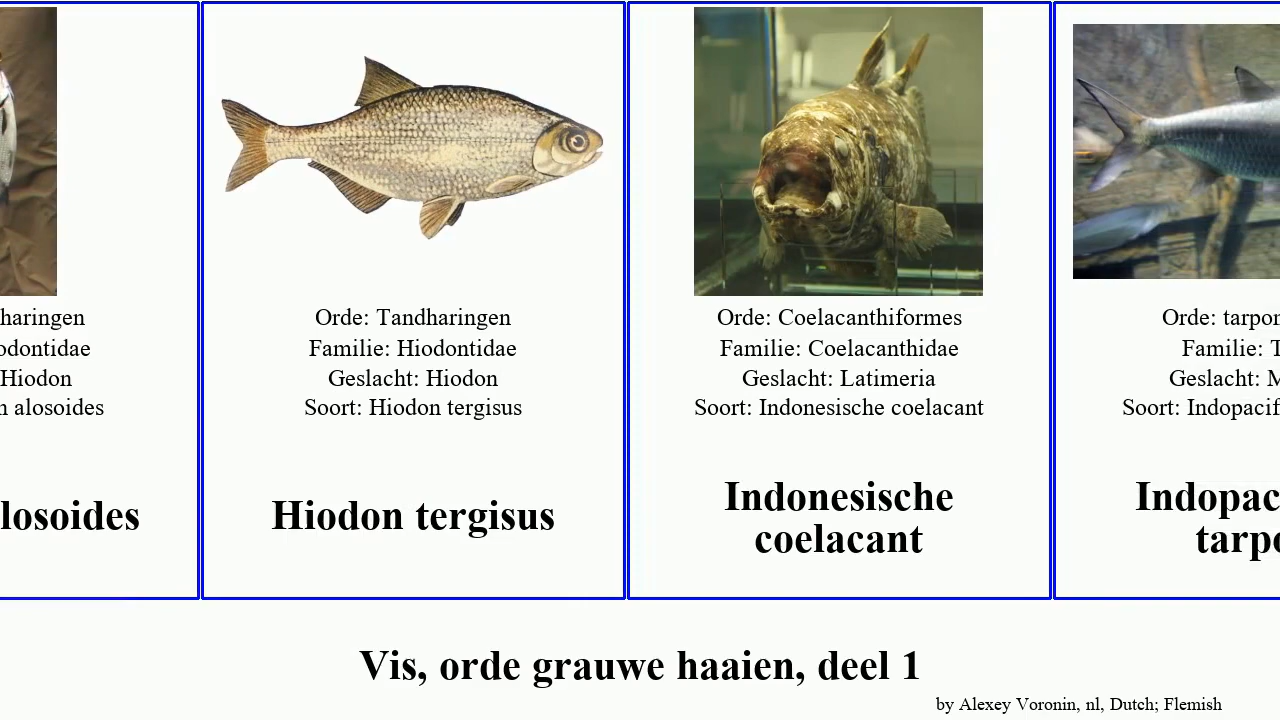 haringen
odontidae
Hiodon
n alosoides
losoides
Orde: Tandharingen
Familie: Hiodontidae
Geslacht: Hiodon
Soort: Hiodon tergisus
Hiodon tergisus
Orde: Coelacanthiformes
Familie: Coelacanthidae
Geslacht: Latimeria
Soort: Indonesische coelacant
Indonesische
coelacant
Orde: tarpon
Familie: T
Geslacht: M
Soort: Indopacif
Indopac
tarpo
Vis, orde grauwe haaien, deel 1
by Alexey Voronin, nl, Dutch; Flemish